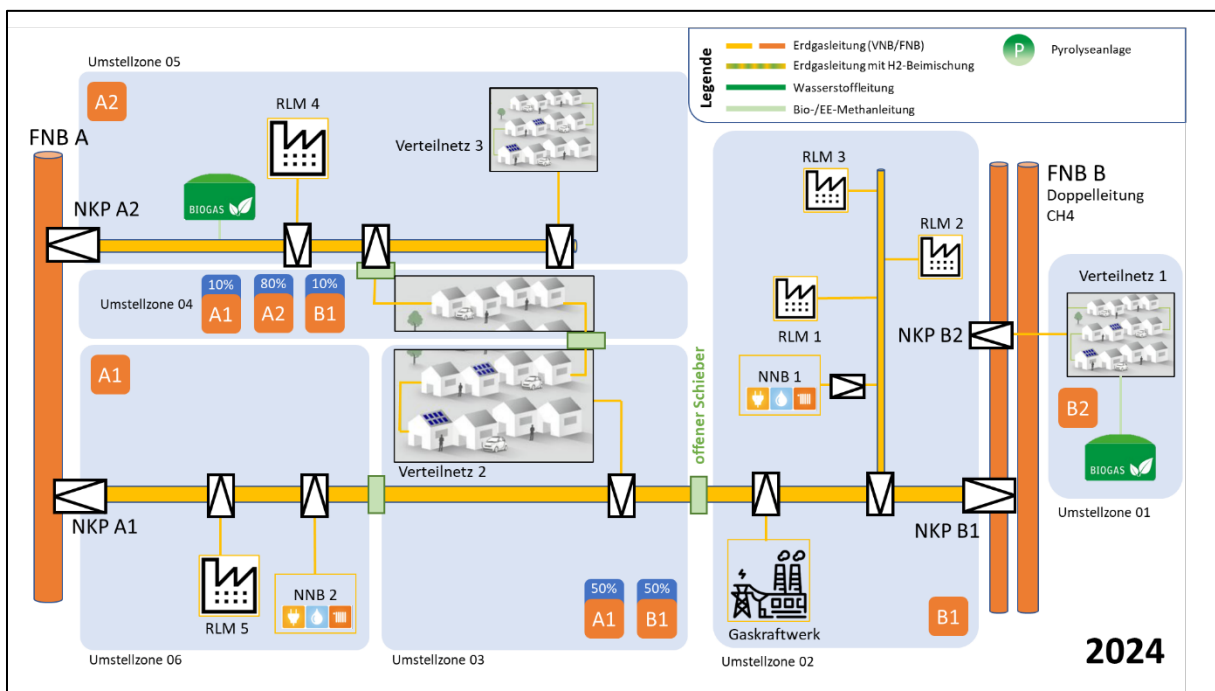 Legende
Erdgasleitung (VNB/FNB)
Erdgasleitung mit H2-Beimischung
Wasserstoffleitung
Bio-/EE-Methanleitung
P
Pyrolyseanlage
Umstellzone 05
A2
RLM 4
Verteilnetz 3
FNB A
BIOGAS
NKP A2
RLM 3
FNB B
Doppelleitung
CH4
RLM 2
Verteilnetz 1
Umstellzone 04
10%
A1
80%
A2
10%
B1
RLM 1
NKP B2
A1
NNB 1
B2
offener Schieber
BIOGAS
Verteilnetz 2
NKP A1
NKP B1
Umstellzone 01
RLM 5
NNB 2
50%
A1
50%
B1
Gaskraftwerk
B1
Umstellzone 06
Umstellzone 03
Umstellzone 02
2024